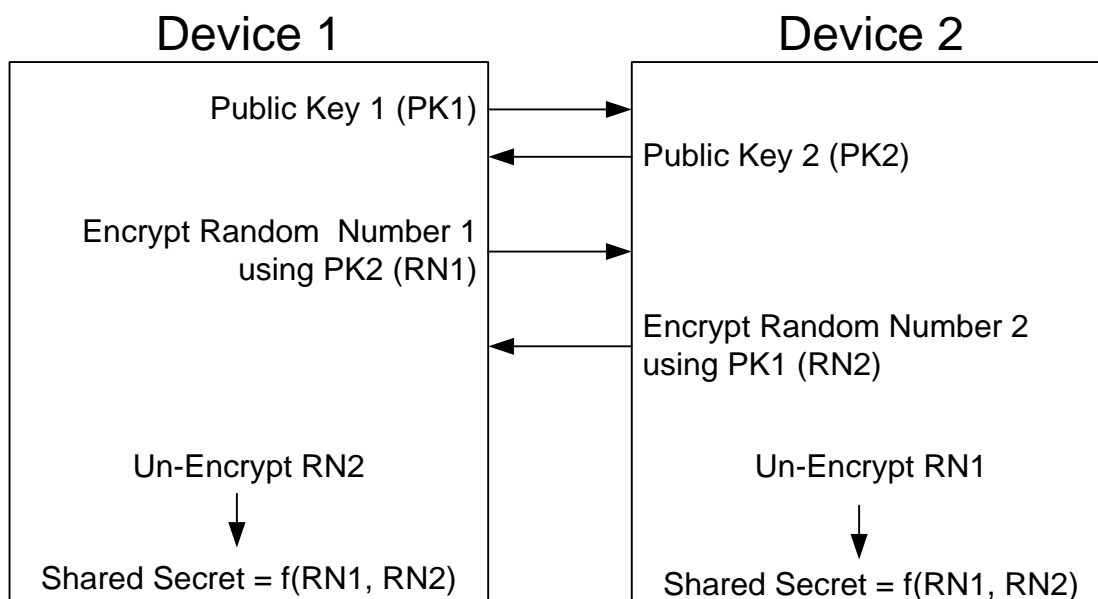 Device 1
Device 2
Public Key 1 (PK1)
Public Key 2 (PK2)
Encrypt Random Number 1
using PK2 (RN1)
Encrypt Random Number 2
using PK1 (RN2)
Un-Encrypt RN2
Un-Encrypt RN1
Shared Secret = f(RN1, RN2)
Shared Secret = f(RN1, RN2)